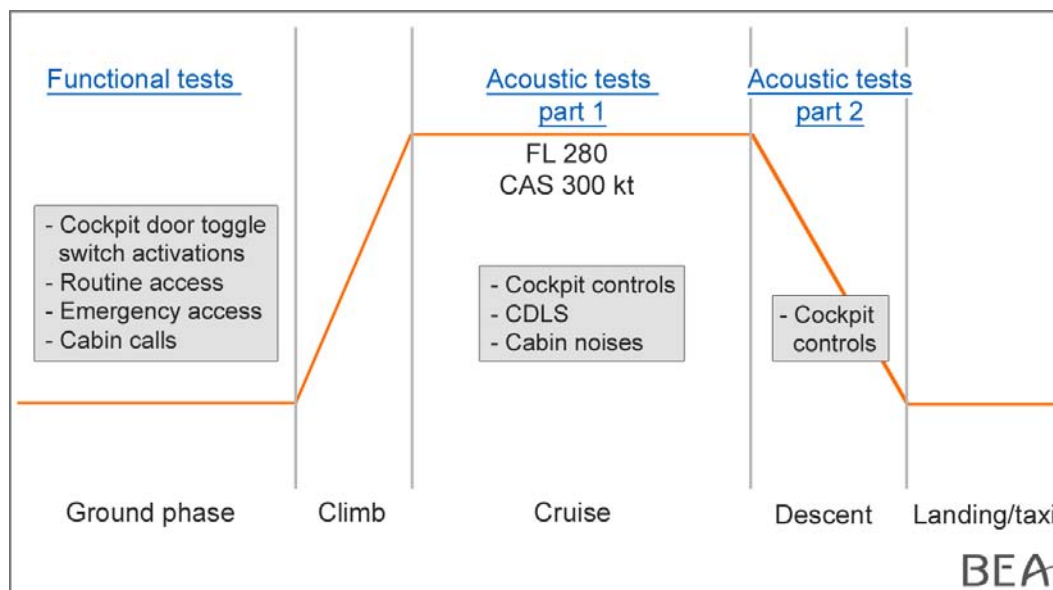 Functional tests
Acoustic tests
part 1
Acoustic tests
part 2
FL 280
CAS 300 kt
- Cockpit door toggle
switch activations
- Routine access
- Emergency access
- Cabin calls
- Cockpit controls
- CDLS
- Cabin noises
- Cockpit
controls
Ground phase
Climb
Cruise
Descent
Landing/taxi
BEA